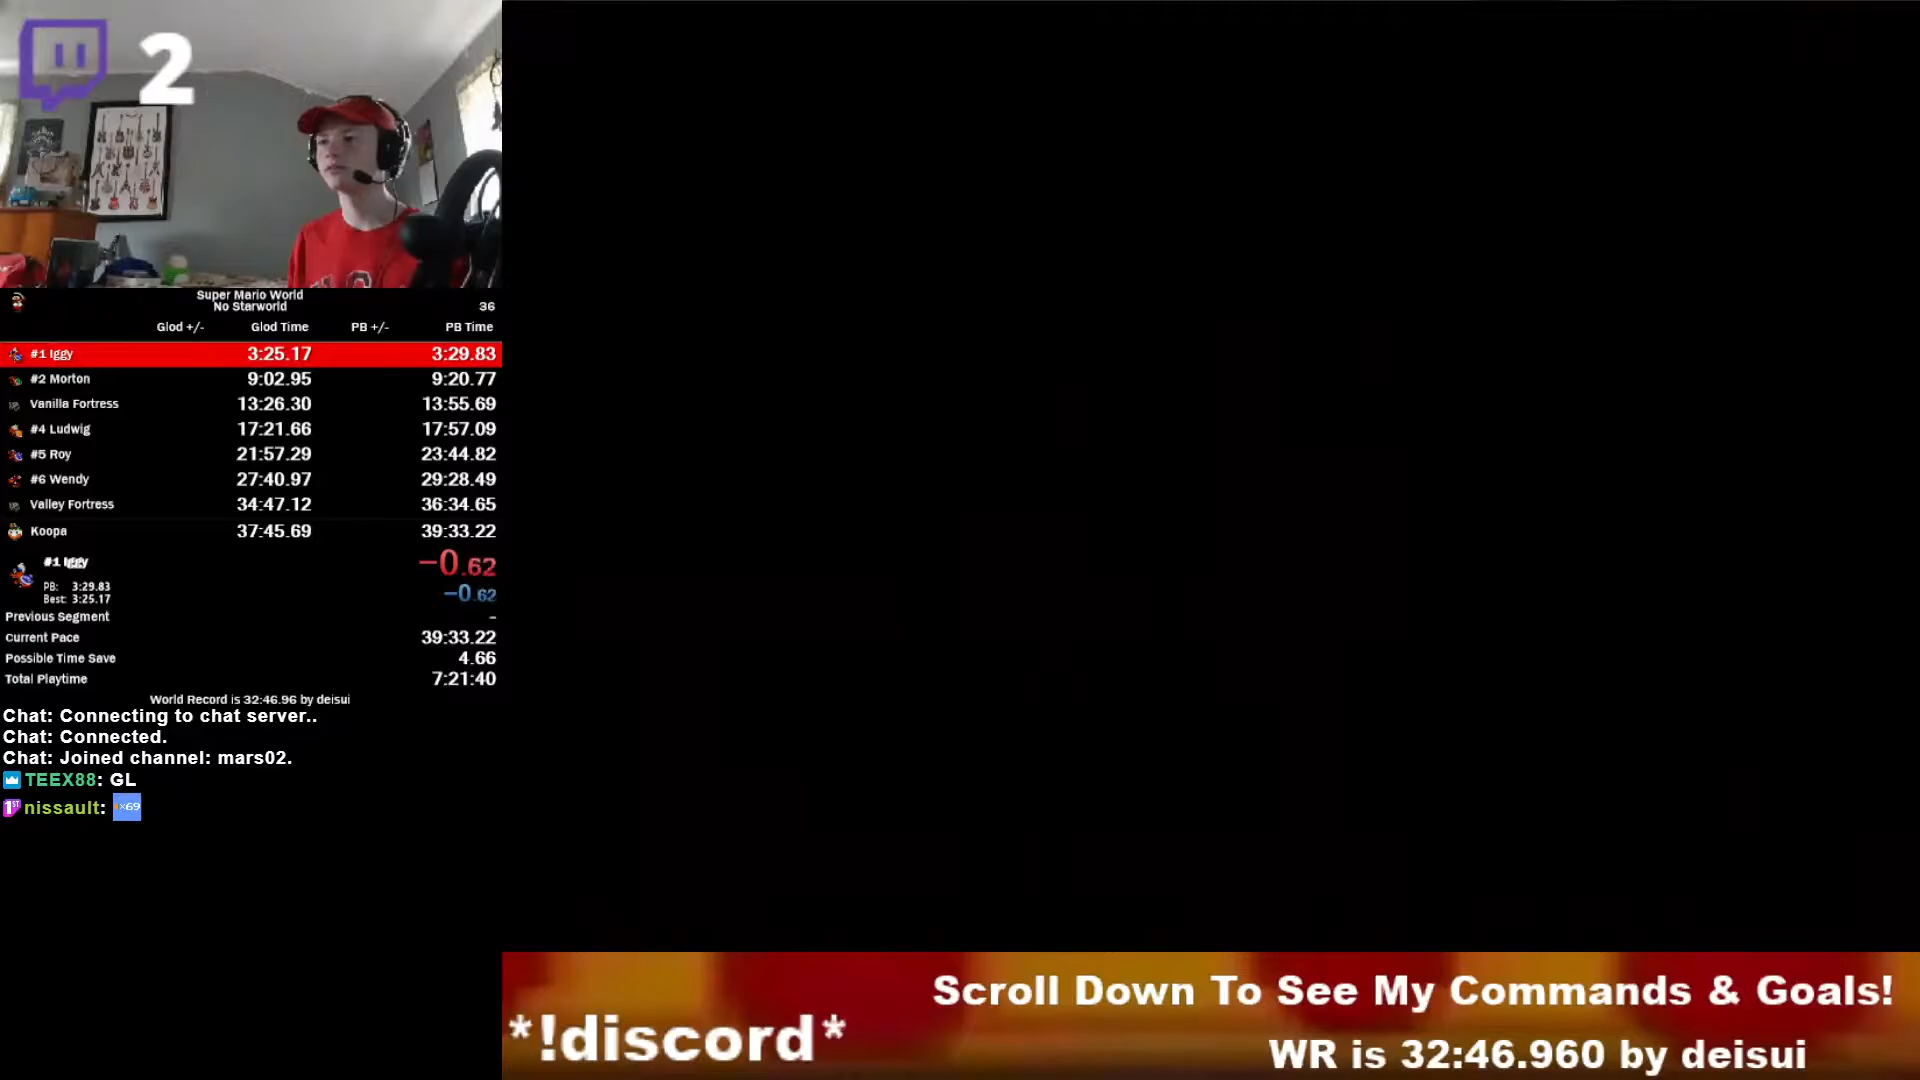 2
Super Mario World
No Starworld
36
Glod +/- Glod Time PB +/- PB Time
#1 Iggy 3:25.17 3:29.83
#2 Morton 9:02.95 9:20.77
Vanilla Fortress 13:26.30 13:55.69
#4 Ludwig 17:21.66 17:57.09
#5 Roy 21:57.29 23:44.82
#6 Wendy 27:40.97 29:28.49
Valley Fortress 34:47.12 36:34.65
Koopa 37:45.69 39:33.22
#1 Iggy −0.62
PB: 3:29.83
Best: 3:25.17 −0.62
Previous Segment -
Current Pace 39:33.22
Possible Time Save 4.66
Total Playtime 7:21:40
World Record is 32:46.96 by deisui
Chat: Connecting to chat server..
Chat: Connected.
Chat: Joined channel: mars02.
TEEX88: GL
1ST nissault: ×69
Scroll Down To See My Commands & Goals!
*!discord*
WR is 32:46.960 by deisui